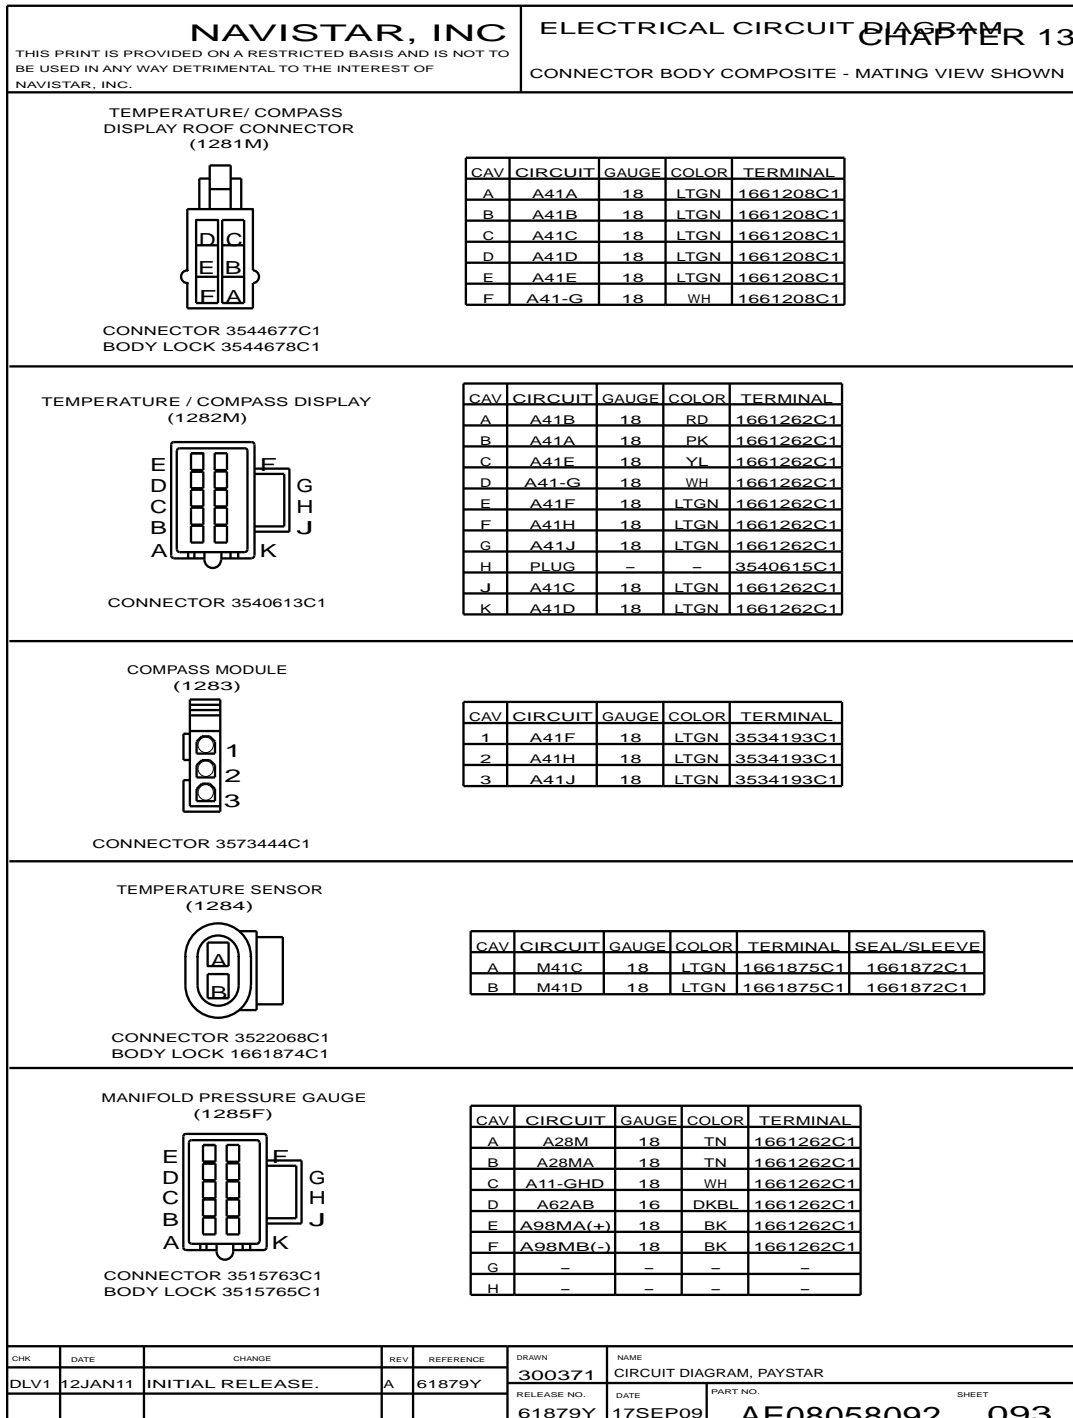 NAVISTAR, INC
THIS PRINT IS PROVIDED ON A RESTRICTED BASIS AND IS NOT TO
BE USED IN ANY WAY DETRIMENTAL TO THE INTEREST OF
NAVISTAR, INC.
ELECTRICAL CIRCUIT DIAGRAM
CHAPTER 13
CONNECTOR BODY COMPOSITE - MATING VIEW SHOWN
TEMPERATURE/ COMPASS
DISPLAY ROOF CONNECTOR
(1281M)
D C
E B
F A
CONNECTOR 3544677C1
BODY LOCK 3544678C1
CAV CIRCUIT GAUGE COLOR TERMINAL
A A41A 18 LTGN 1661208C1
B A41B 18 LTGN 1661208C1
C A41C 18 LTGN 1661208C1
D A41D 18 LTGN 1661208C1
E A41E 18 LTGN 1661208C1
F A41-G 18 WH 1661208C1
TEMPERATURE / COMPASS DISPLAY
(1282M)
E F
D G
C H
B J
A K
CONNECTOR 3540613C1
CAV CIRCUIT GAUGE COLOR TERMINAL
A A41B 18 RD 1661262C1
B A41A 18 PK 1661262C1
C A41E 18 YL 1661262C1
D A41-G 18 WH 1661262C1
E A41F 18 LTGN 1661262C1
F A41H 18 LTGN 1661262C1
G A41J 18 LTGN 1661262C1
H PLUG – – 3540615C1
J A41C 18 LTGN 1661262C1
K A41D 18 LTGN 1661262C1
COMPASS MODULE
(1283)
1
2
3
CONNECTOR 3573444C1
CAV CIRCUIT GAUGE COLOR TERMINAL
1 A41F 18 LTGN 3534193C1
2 A41H 18 LTGN 3534193C1
3 A41J 18 LTGN 3534193C1
TEMPERATURE SENSOR
(1284)
A
B
CONNECTOR 3522068C1
BODY LOCK 1661874C1
CAV CIRCUIT GAUGE COLOR TERMINAL SEAL/SLEEVE
A M41C 18 LTGN 1661875C1 1661872C1
B M41D 18 LTGN 1661875C1 1661872C1
MANIFOLD PRESSURE GAUGE
(1285F)
E F
D G
C H
B J
A K
CONNECTOR 3515763C1
BODY LOCK 3515765C1
CAV CIRCUIT GAUGE COLOR TERMINAL
A A28M 18 TN 1661262C1
B A28MA 18 TN 1661262C1
C A11-GHD 18 WH 1661262C1
D A62AB 16 DKBL 1661262C1
E A98MA(+) 18 BK 1661262C1
F A98MB(-) 18 BK 1661262C1
G – – – –
H – – – –
CHK DATE CHANGE REV REFERENCE
DLV1 12JAN11 INITIAL RELEASE. A 61879Y
DRAWN
300371
NAME
CIRCUIT DIAGRAM, PAYSTAR
RELEASE NO.
61879Y
DATE
17SEP09
PART NO.
AE08058092
SHEET
093